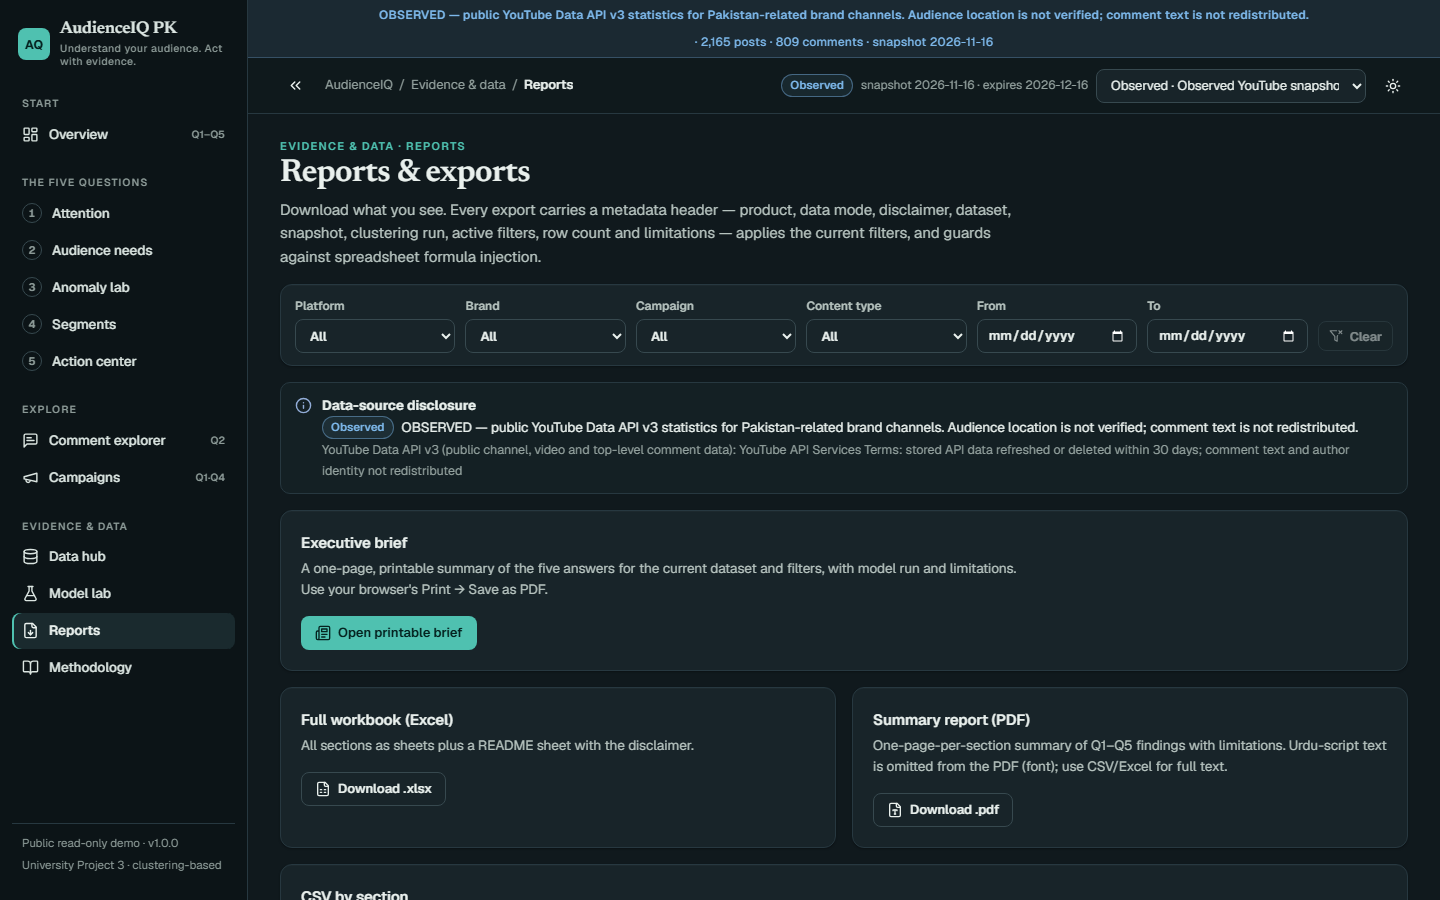 AQ
AudienceIQ PK
Understand your audience. Act
with evidence.
START
Overview Q1–Q5
THE FIVE QUESTIONS
1 Attention
2 Audience needs
3 Anomaly lab
4 Segments
5 Action center
EXPLORE
Comment explorer Q2
Campaigns Q1-Q4
EVIDENCE & DATA
Data hub
Model lab
Reports
Methodology
Public read-only demo · v1.0.0
University Project 3 · clustering-based
OBSERVED — public YouTube Data API v3 statistics for Pakistan-related brand channels. Audience location is not verified; comment text is not redistributed.
· 2,165 posts · 809 comments · snapshot 2026-11-16
AudienceIQ / Evidence & data / Reports
Observed snapshot 2026-11-16 · expires 2026-12-16 Observed · Observed YouTube snapsho
EVIDENCE & DATA · REPORTS
Reports & exports
Download what you see. Every export carries a metadata header — product, data mode, disclaimer, dataset,
snapshot, clustering run, active filters, row count and limitations — applies the current filters, and guards
against spreadsheet formula injection.
Platform Brand Campaign Content type From To
All All All All mm/dd/yyyy mm/dd/yyyy Clear
Data-source disclosure
Observed OBSERVED — public YouTube Data API v3 statistics for Pakistan-related brand channels. Audience location is not verified; comment text is not redistributed.
YouTube Data API v3 (public channel, video and top-level comment data): YouTube API Services Terms: stored API data refreshed or deleted within 30 days; comment text and author
identity not redistributed
Executive brief
A one-page, printable summary of the five answers for the current dataset and filters, with model run and limitations.
Use your browser's Print → Save as PDF.
Open printable brief
Full workbook (Excel)
All sections as sheets plus a README sheet with the disclaimer.
Download .xlsx
Summary report (PDF)
One-page-per-section summary of Q1–Q5 findings with limitations. Urdu-script text
is omitted from the PDF (font); use CSV/Excel for full text.
Download .pdf
CSV by section